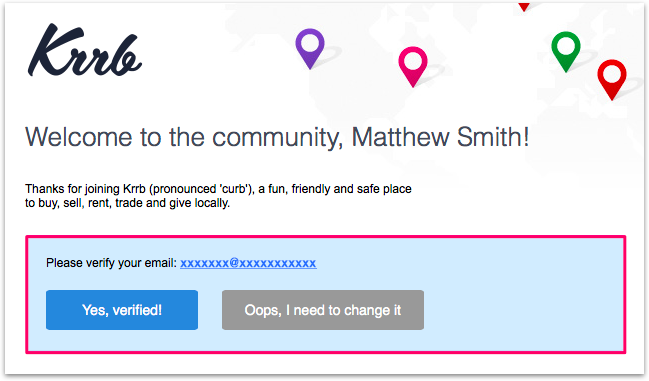 Krrb
Welcome to the community, Matthew Smith!
Thanks for joining Krrb (pronounced 'curb'), a fun, friendly and safe place
to buy, sell, rent, trade and give locally.
Please verify your email: xxxxxxx@xxxxxxxxxxx
Yes, verified!
Oops, I need to change it